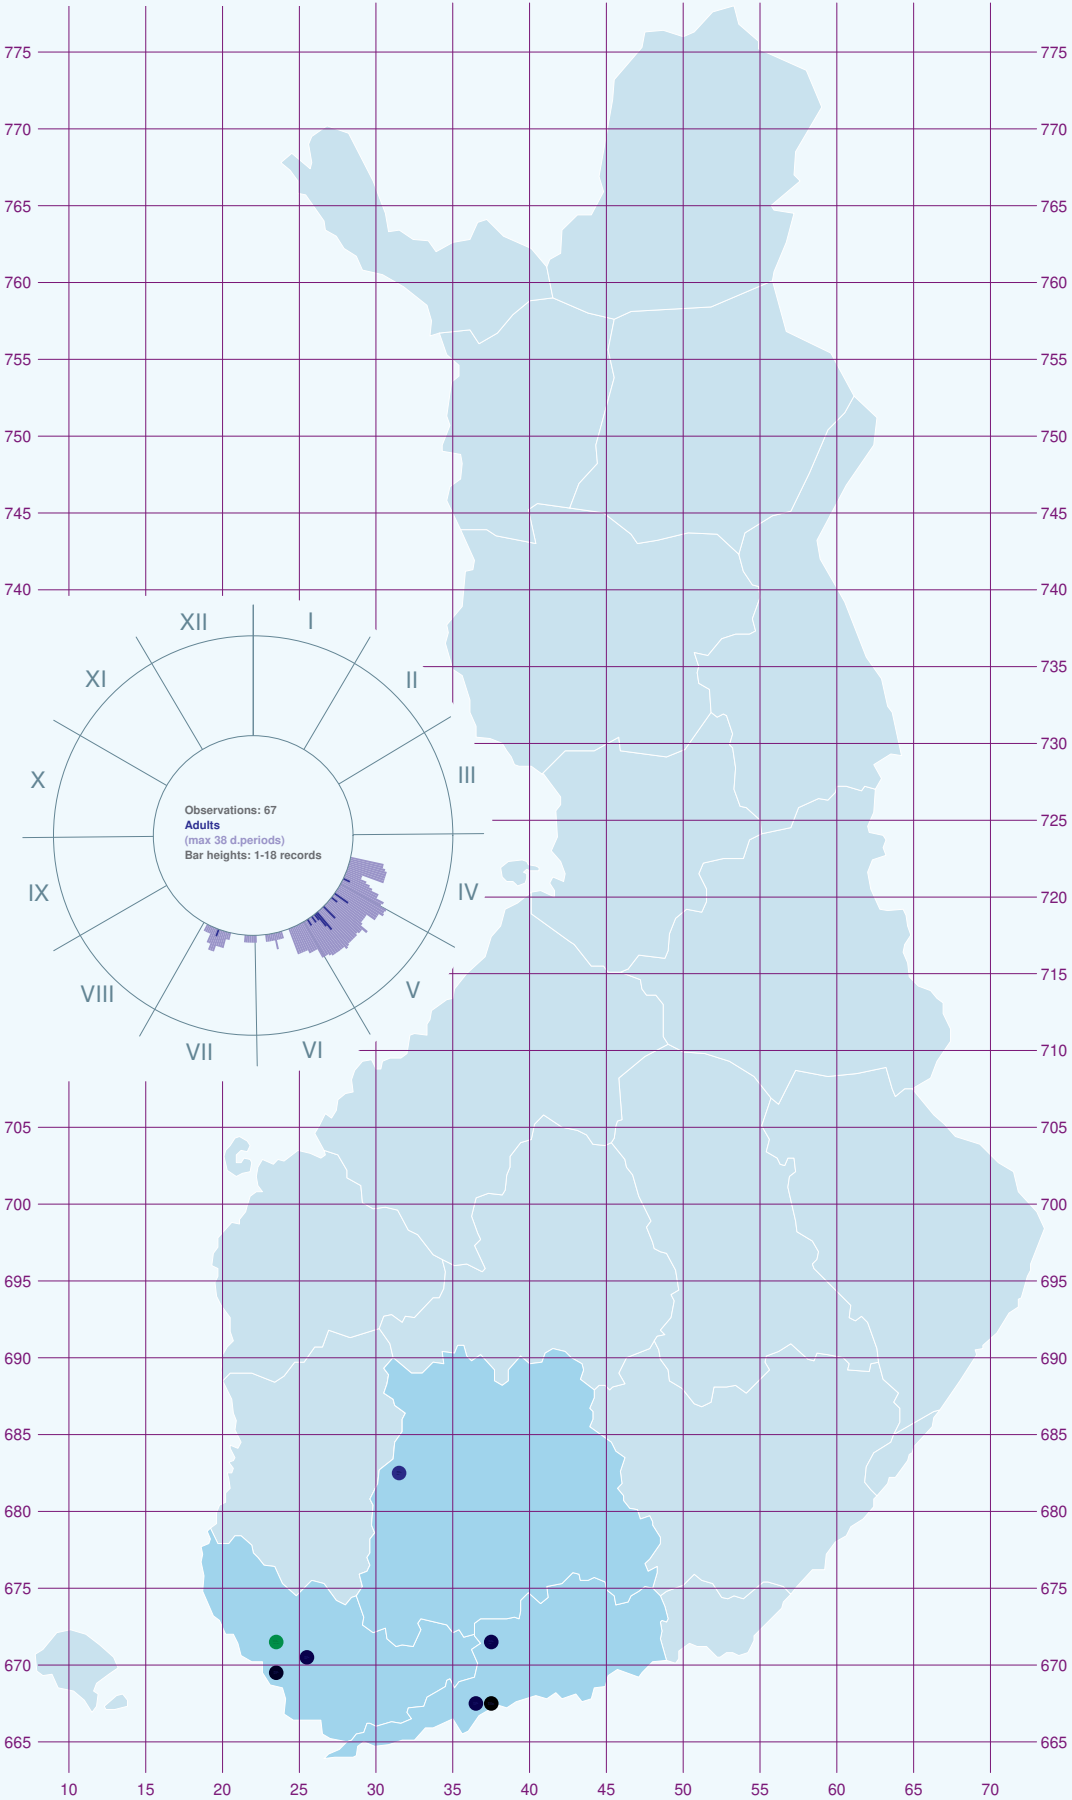 775 775
770 770
765 765
760 760
755 755
750 750
745 745
740 740
XII I
735
XI II
730
X III
725
Observations: 67
Adults
(max 38 d.periods)
Bar heights: 1-18 records
IX IV
720
VIII V
715
VII VI
710
705 705
700 700
695 695
690 690
685 685
680 680
675 675
670 670
665 665
10 15 20 25 30 35 40 45 50 55 60 65 70